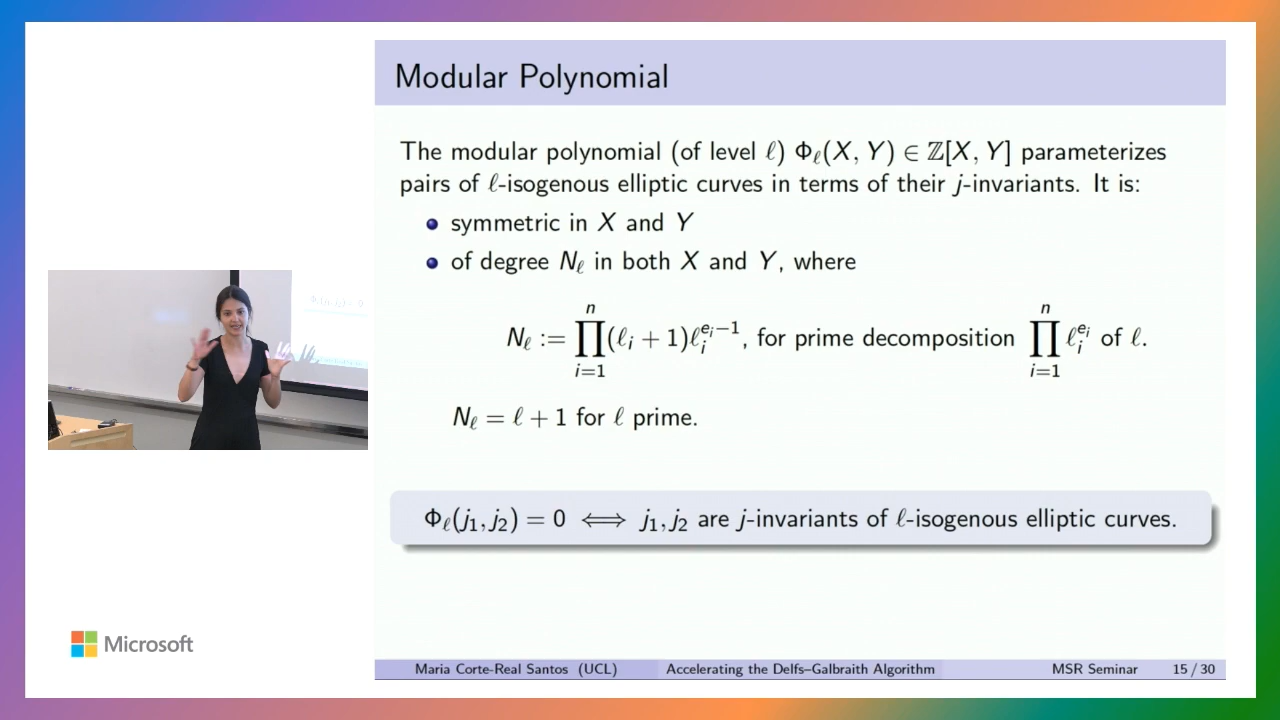 Modular Polynomial
The modular polynomial (of level ℓ) Φ_ℓ(X, Y) ∈ ℤ[X, Y] parameterizes
pairs of ℓ-isogenous elliptic curves in terms of their j-invariants. It is:
symmetric in X and Y
of degree N_ℓ in both X and Y, where
N_ℓ := ∏_{i=1}^{n} (ℓ_i + 1)ℓ_i^{e_i−1}, for prime decomposition ∏_{i=1}^{n} ℓ_i^{e_i} of ℓ.
N_ℓ = ℓ + 1 for ℓ prime.
Φ_ℓ(j_1, j_2) = 0 ⟺ j_1, j_2 are j-invariants of ℓ-isogenous elliptic curves.
Microsoft
Maria Corte-Real Santos (UCL) Accelerating the Delfs–Galbraith Algorithm MSR Seminar 15 / 30